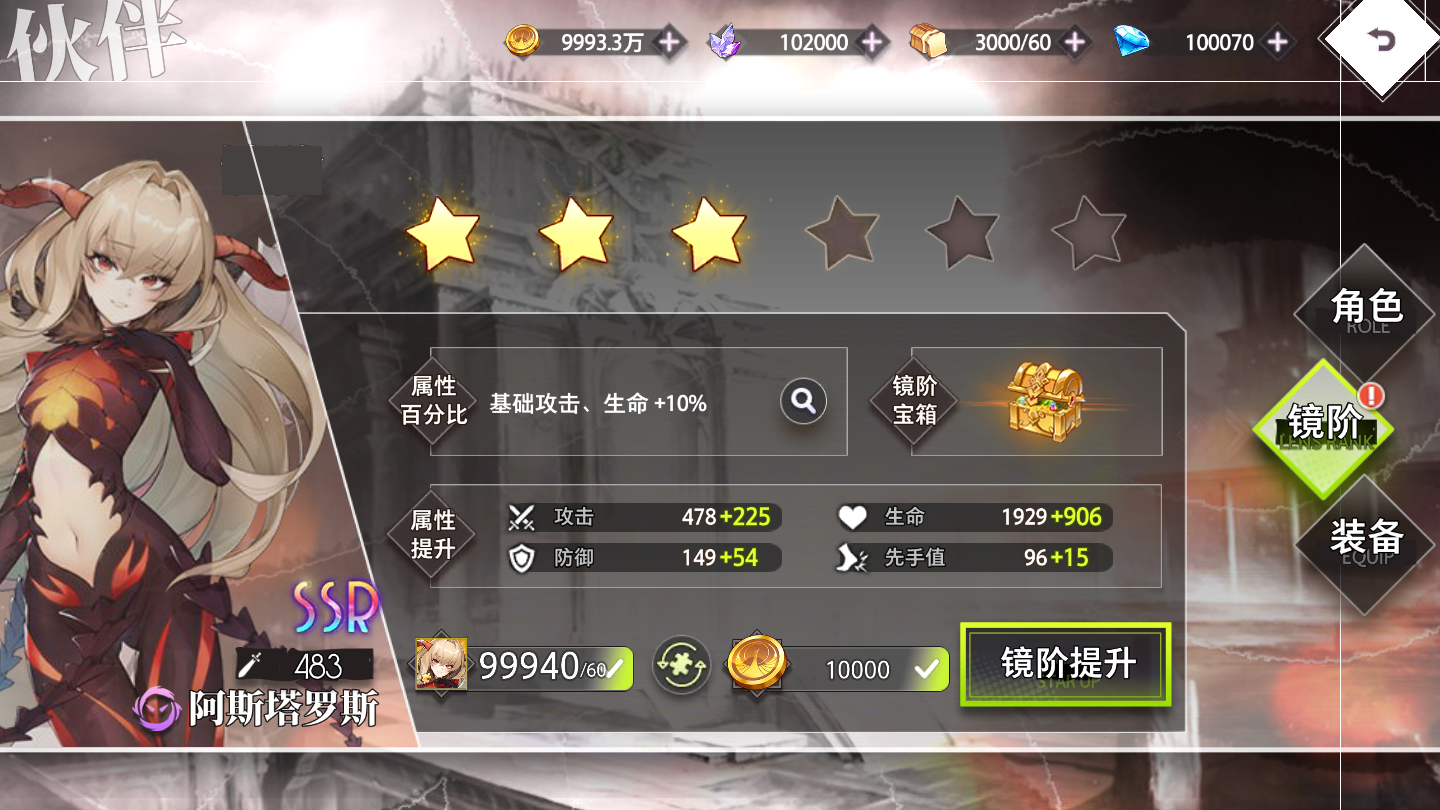 伙伴
9993.3万
102000
3000/60
100070
角色
ROLE
属性
百分比
基础攻击、生命 +10%
镜阶
宝箱
镜阶
LENS RANK
属性
提升
攻击 478+225
生命 1929+906
防御 149+54
先手值 96+15
装备
EQUIP
SSR
483
阿斯塔罗斯
99940/60
10000
镜阶提升
STAR UP